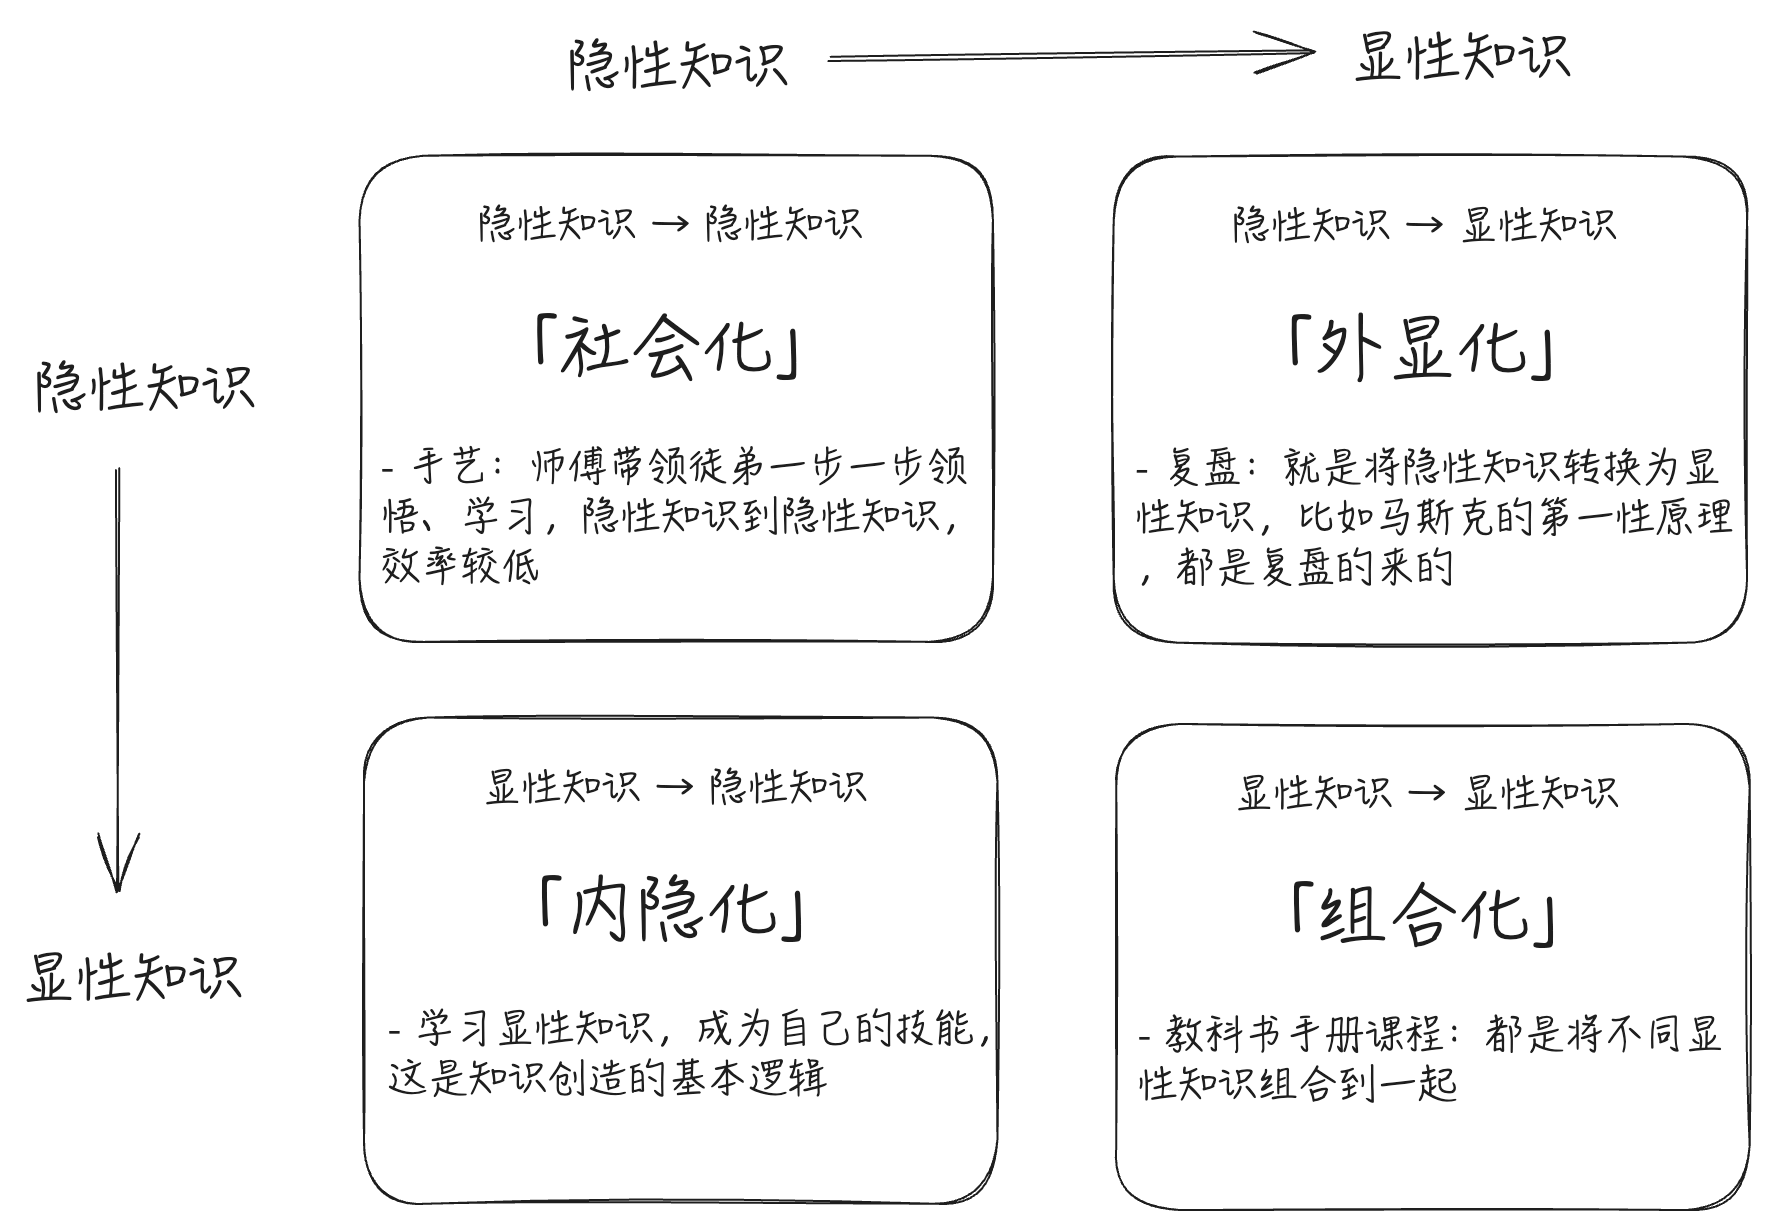 隐性知识
显性知识
隐性知识
显性知识
隐性知识 → 隐性知识
「社会化」
- 手艺：师傅带领徒弟一步一步领
悟、学习，隐性知识到隐性知识，
效率较低
隐性知识 → 显性知识
「外显化」
- 复盘：就是将隐性知识转换为显
性知识，比如马斯克的第一性原理
，都是复盘的来的
显性知识 → 隐性知识
「内隐化」
- 学习显性知识，成为自己的技能，
这是知识创造的基本逻辑
显性知识 → 显性知识
「组合化」
- 教科书手册课程：都是将不同显
性知识组合到一起